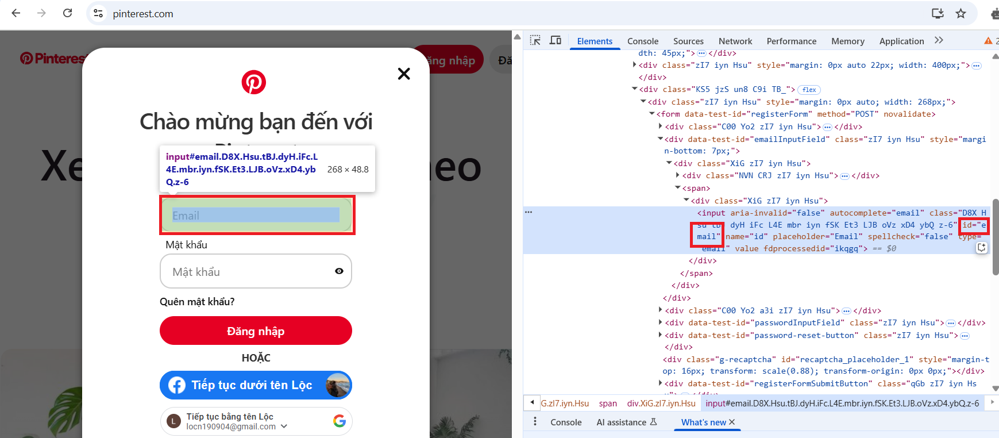 pinterest.com
Pinterest
ăng nhập
Đă
Chào mừng bạn đến với
Xe
neo
input#email.D8X.Hsu.tBJ.dyH.iFc.L
4E.mbr.iyn.fSK.Et3.LJB.oVz.xD4.yb
Q.z-6
268 × 48.8
Email
Mật khẩu
Mật khẩu
Quên mật khẩu?
Đăng nhập
HOẶC
Tiếp tục dưới tên Lộc
L
Tiếp tục bằng tên Lộc
locn190904@gmail.com
Elements Console Sources Network Performance Memory Application 2
dth: 45px;">…</div>
<div class="zI7 iyn Hsu" style="margin: 0px auto 22px; width: 400px;">…
</div>
<div class="KS5 jzS un8 C9i TB_"> flex
<div class="zI7 iyn Hsu" style="margin: 0px auto; width: 268px;">
<form data-test-id="registerForm" method="POST" novalidate>
<div class="C00 Yo2 zI7 iyn Hsu">…</div>
<div data-test-id="emailInputField" class="zI7 iyn Hsu" style="margi
n-bottom: 7px;">
<div class="XiG zI7 iyn Hsu">
<div class="NVN CRJ zI7 iyn Hsu">…</div>
<span>
<div class="XiG zI7 iyn Hsu">
<input aria-invalid="false" autocomplete="email" class="D8X H
su tBJ dyH iFc L4E mbr iyn fSK Et3 LJB oVz xD4 ybQ z-6" id="e
mail" name="id" placeholder="Email" spellcheck="false" type=
"email" value fdprocessedid="ikqgq"> == $0
</div>
</span>
</div>
</div>
<div class="C00 Yo2 a3i zI7 iyn Hsu">…</div>
<div data-test-id="passwordInputField" class="zI7 iyn Hsu">…</div>
<div data-test-id="password-reset-button" class="zI7 iyn Hsu">…
</div>
<div class="g-recaptcha" id="recaptcha_placeholder_1" style="margin-t
op: 16px; transform: scale(0.88); transform-origin: 0px 0px;"></div>
<div data-test-id="registerFormSubmitButton" class="qGb zI7 iyn Hs
G.zI7.iyn.Hsu span div.XiG.zI7.iyn.Hsu input#email.D8X.Hsu.tBJ.dyH.iFc.L4E.mbr.iyn.fSK.Et3.LJB.oVz.xD4.ybQ.z-6
Console AI assistance What's new